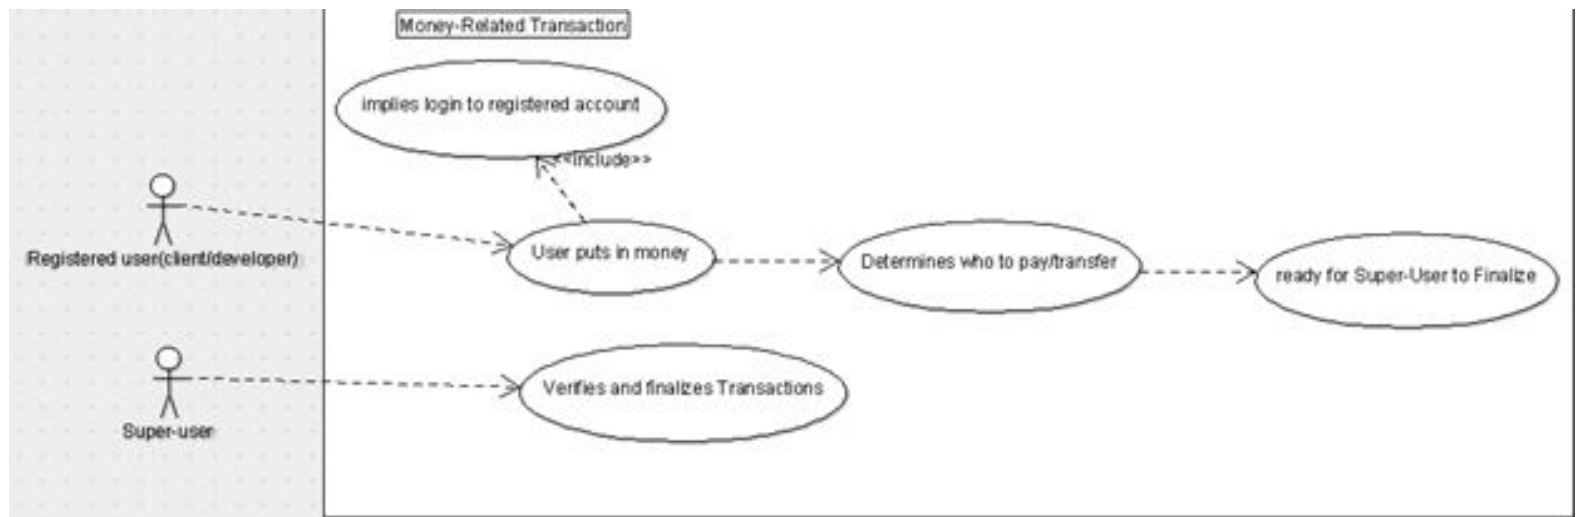 Money-Related Transaction
implies login to registered account
<<include>>
Registered user(client/developer)
User puts in money
Determines who to pay/transfer
ready for Super-User to Finalize
Verifies and finalizes Transactions
Super-user